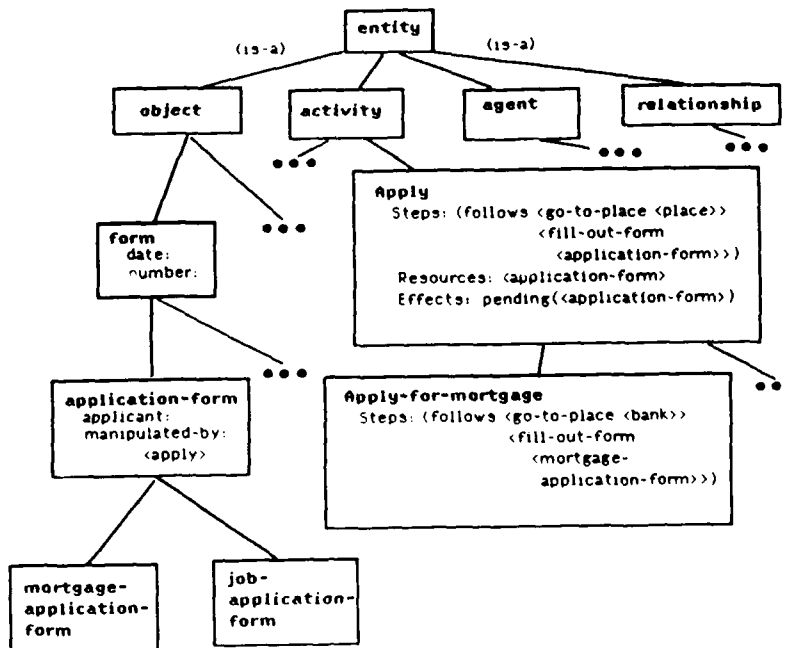 entity
(is-a)
(is-a)
object
activity
agent
relationship
Apply
Steps: (follows <go-to-place <place>>
<fill-out-form
<application-form>>)
Resources: <application-form>
Effects: pending(<application-form>)
form
date:
number:
application-form
applicant:
manipulated-by:
<apply>
Apply-for-mortgage
Steps: (follows <go-to-place <bank>>
<fill-out-form
<mortgage-
application-form>>)
mortgage-
application-
form
job-
application-
form